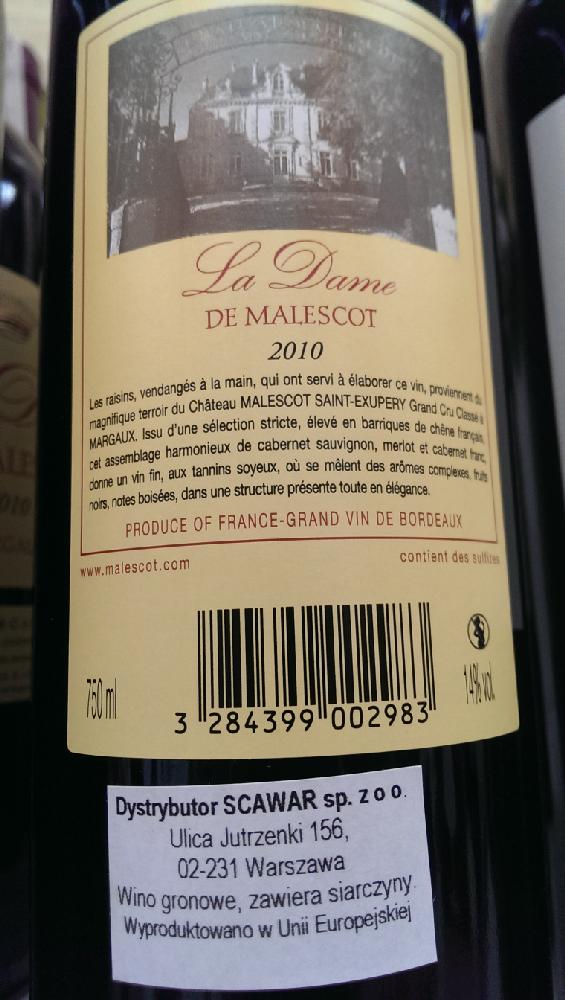 La Dame
DE MALESCOT
2010
Les raisins, vendangés à la main, qui ont servi à élaborer ce vin, proviennent du
magnifique terroir du Château MALESCOT SAINT-EXUPERY Grand Cru Classé à
MARGAUX. Issu d'une sélection stricte, élevé en barriques de chêne français,
cet assemblage harmonieux de cabernet sauvignon, merlot et cabernet franc,
donne un vin fin, aux tannins soyeux, où se mêlent des arômes complexes, fruits
noirs, notes boisées, dans une structure présente toute en élégance.
PRODUCE OF FRANCE-GRAND VIN DE BORDEAUX
www.malescot.com
contient des sulfites
750 ml
14% vol.
3 284399 002983
Dystrybutor SCAWAR sp. z o o.
Ulica Jutrzenki 156,
02-231 Warszawa
Wino gronowe, zawiera siarczyny
Wyproduktowano w Unii Europejskiej